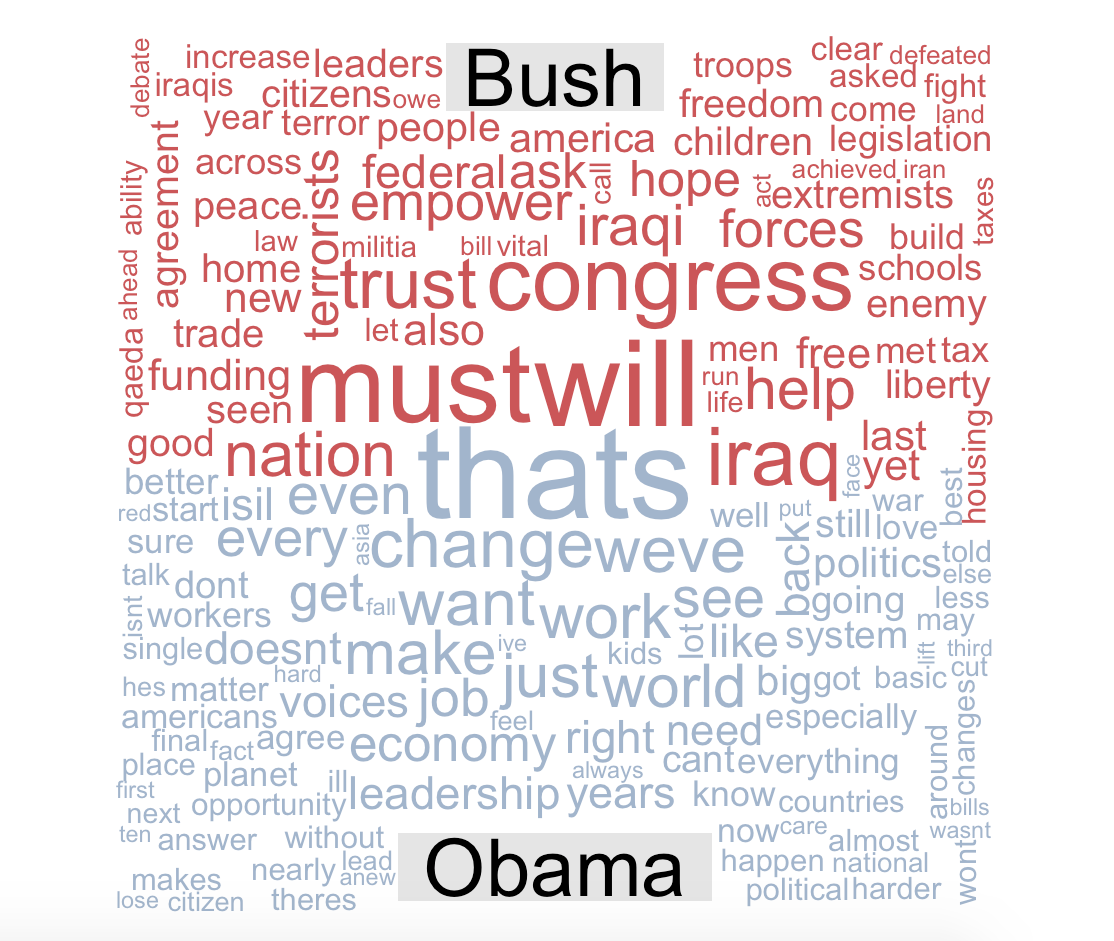 debate increase leaders Bush troops clear defeated
iraqis citizens owe freedom asked fight
year terror people america children come land
agreement across federal ask call hope legislation
ability peace terrorists empower act achieved iran
law militia bill vital iraqi forces extremists taxes
ahead home trust congress build schools
new enemy
trade let also
qaeda funding must will men free met tax
seen run life help liberty
good nation thats iraq last housing
better even face yet best
red start isil well put war
sure every asia change weve back still love
talk dont politics told
isnt workers get fall want work see going else less
single doesnt make ive kids lot like system may
hes matter hard just world big got basic lift third cut
americans voices job feel especially changes
final fact agree economy right need around
place planet ill always cant everything
first leadership years know countries
next opportunity bills
ten answer without Obama now care almost wasnt
makes nearly lead anew happen national wont
lose citizen theres political harder